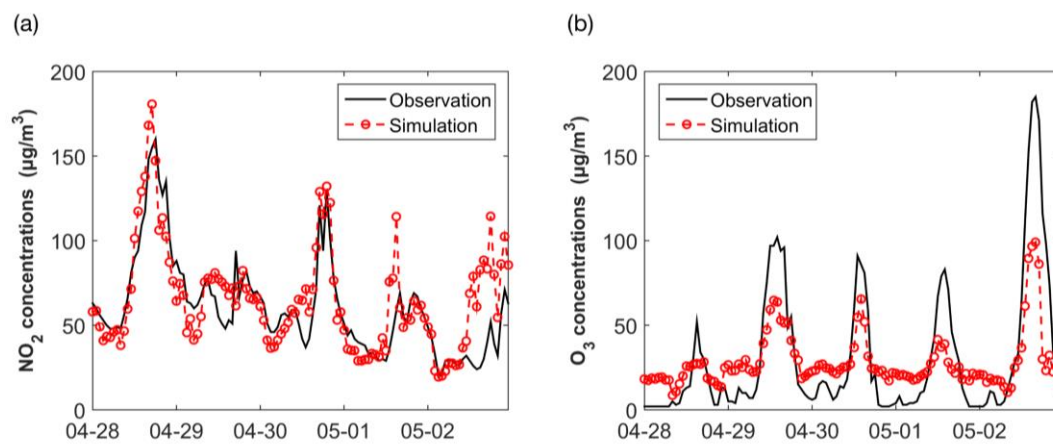 (a)
200
150
100
50
0
NO2 concentrations (μg/m3)
Observation
Simulation
04-28 04-29 04-30 05-01 05-02
(b)
200
150
100
50
0
O3 concentrations (μg/m3)
Observation
Simulation
04-28 04-29 04-30 05-01 05-02